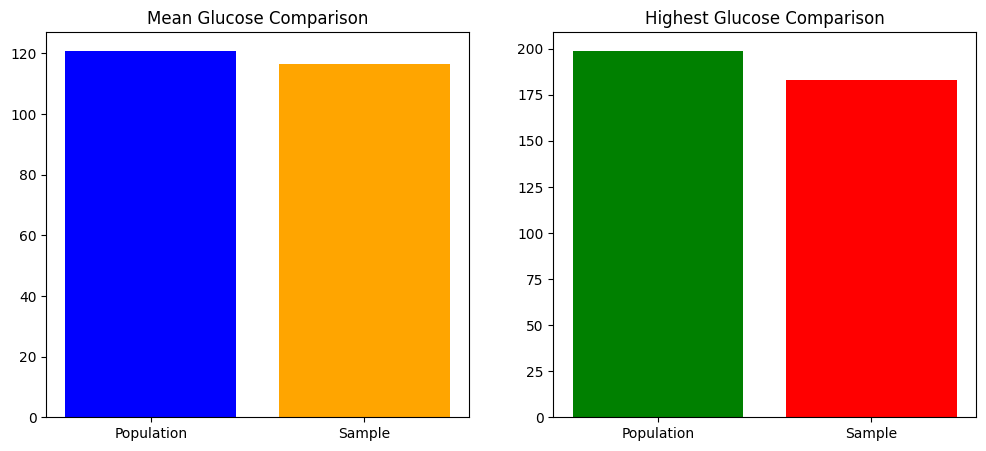 Mean Glucose Comparison
120
100
80
60
40
20
0
Population
Sample
Highest Glucose Comparison
200
175
150
125
100
75
50
25
0
Population
Sample